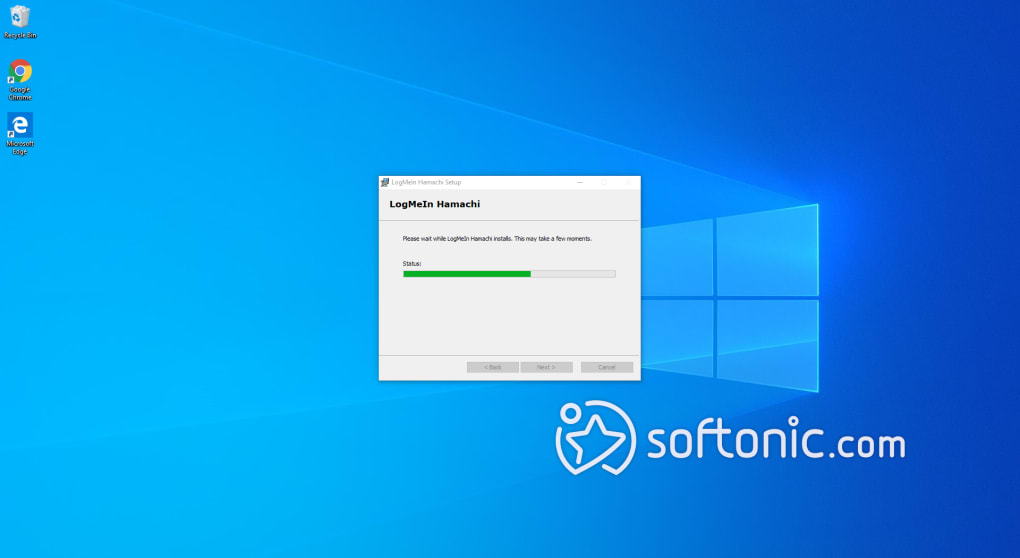 Recycle Bin
Google
Chrome
Microsoft
Edge
LogMeIn Hamachi Setup
LogMeIn Hamachi
Please wait while LogMeIn Hamachi installs. This may take a few moments.
Status:
< Back
Next >
Cancel
softonic.com